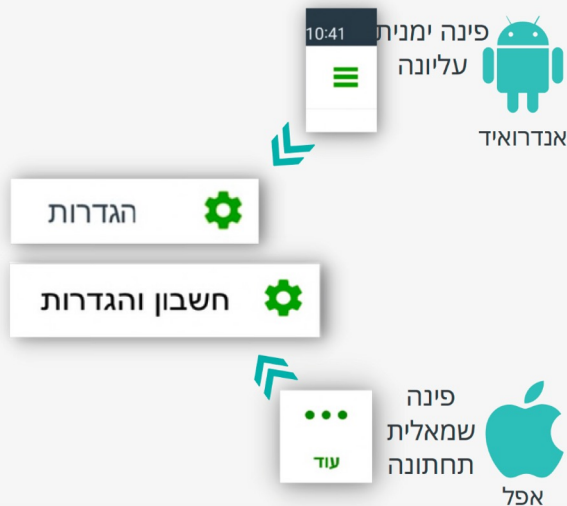 פינה ימנית
עליונה
10:41
אנדרואיד
הגדרות
חשבון והגדרות
פינה
שמאלית
תחתונה
עוד
אפל